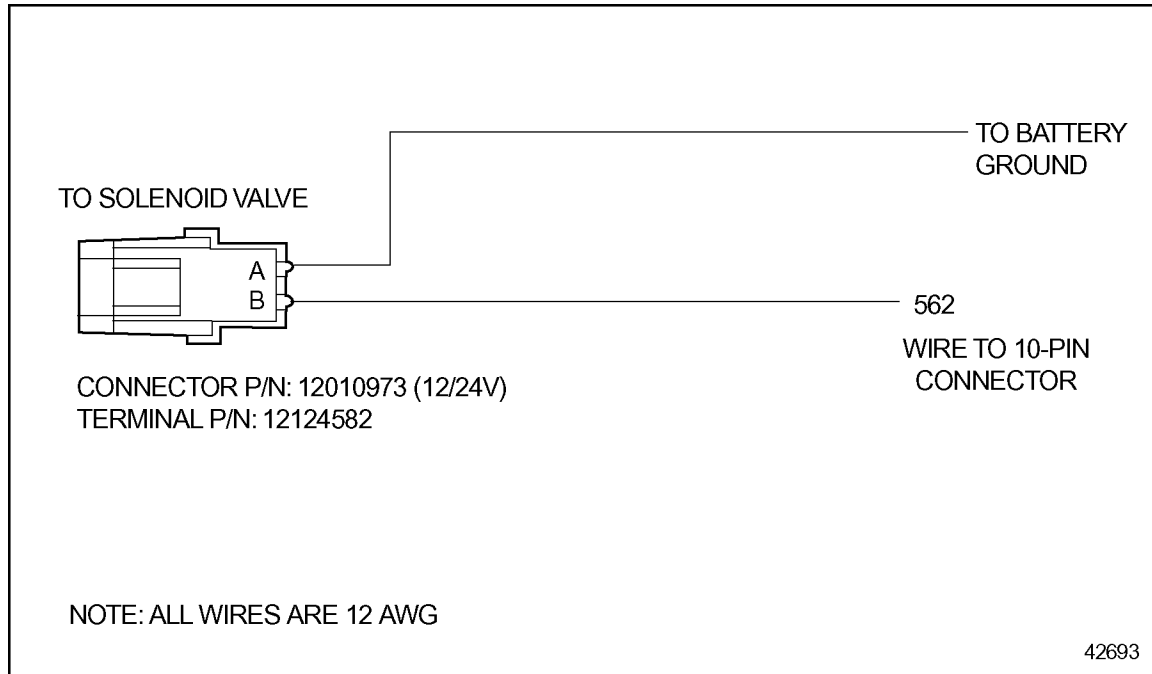 TO BATTERY
GROUND
TO SOLENOID VALVE
A
B
562
WIRE TO 10-PIN
CONNECTOR
CONNECTOR P/N: 12010973 (12/24V)
TERMINAL P/N: 12124582
NOTE: ALL WIRES ARE 12 AWG
42693